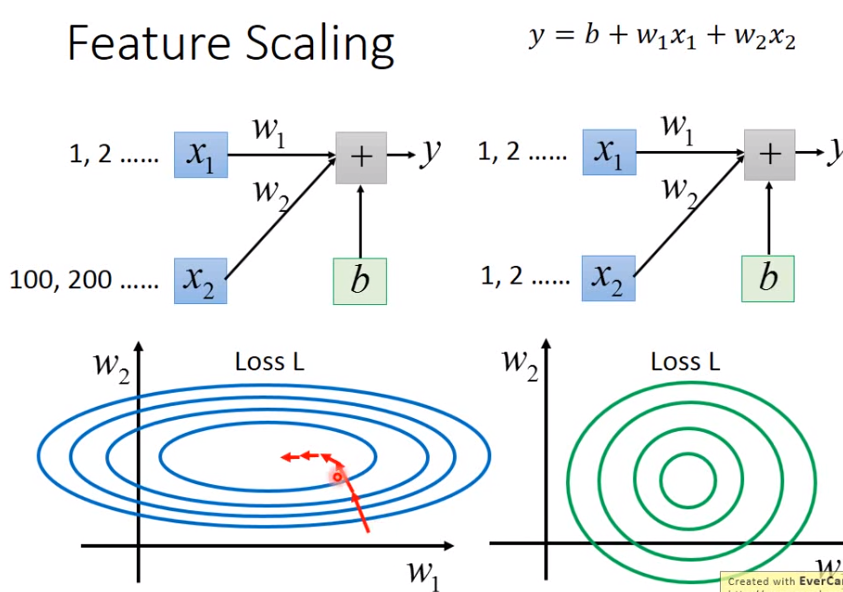 Feature Scaling
y = b + w₁x₁ + w₂x₂
1, 2 ...... x₁ w₁ + y
w₂
100, 200 ...... x₂ b
1, 2 ...... x₁ w₁ + y
w₂
1, 2 ...... x₂ b
w₂ Loss L
w₁
w₂ Loss L
Created with